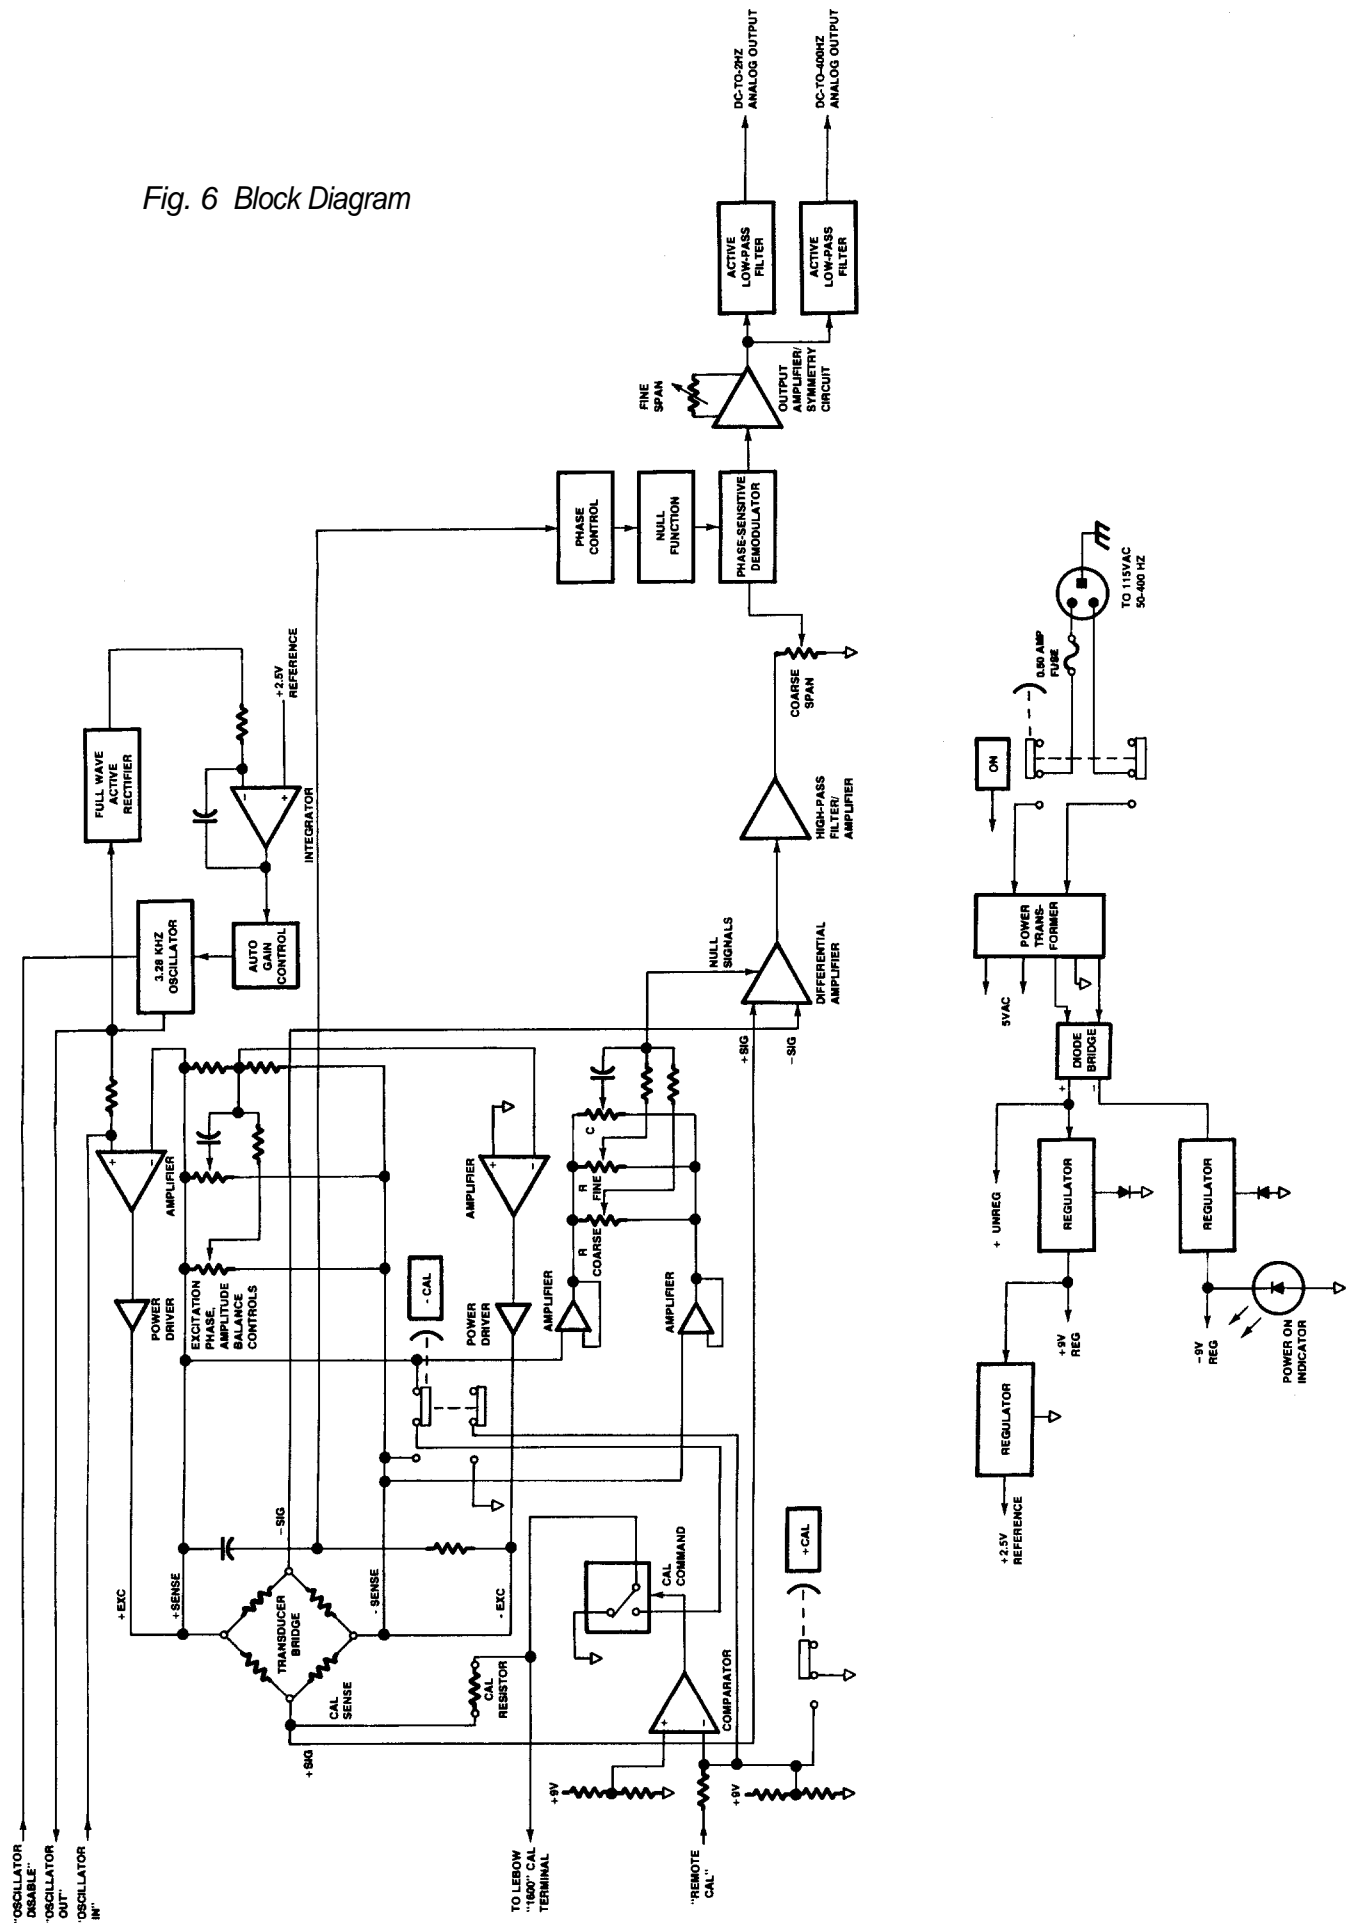 Fig. 6 Block Diagram
DC-TO-2HZ
ANALOG OUTPUT
DC-TO-400HZ
ANALOG OUTPUT
ACTIVE
LOW-PASS
FILTER
ACTIVE
LOW-PASS
FILTER
FINE
SPAN
OUTPUT
AMPLIFIER/
SYMMETRY
CIRCUIT
PHASE
CONTROL
NULL
FUNCTION
PHASE-SENSITIVE
DEMODULATOR
COARSE
SPAN
HIGH-PASS
FILTER/
AMPLIFIER
NULL
SIGNALS
DIFFERENTIAL
AMPLIFIER
+SIG
-SIG
FULL WAVE
ACTIVE
RECTIFIER
+2.5V
REFERENCE
-
+
INTEGRATOR
3.28 KHZ
OSCILLATOR
AUTO
GAIN
CONTROL
+
-
AMPLIFIER
POWER
DRIVER
EXCITATION
PHASE,
AMPLITUDE
BALANCE
CONTROLS
+
-
AMPLIFIER
POWER
DRIVER
- CAL
C
R
FINE
R
COARSE
AMPLIFIER
AMPLIFIER
+EXC
+SENSE
-SIG
- SENSE
- EXC
TRANSDUCER
BRIDGE
CAL
SENSE
+SIG
CAL
RESISTOR
CAL
COMMAND
+
-
COMPARATOR
+CAL
+9V
+9V
"OSCILLATOR
DISABLE"
"OSCILLATOR
OUT"
"OSCILLATOR
IN"
TO LEBOW
"1600" CAL
TERMINAL
"REMOTE
CAL"
TO 115VAC
50-400 HZ
0.50 AMP
FUSE
ON
POWER
TRANS-
FORMER
5VAC
DIODE
BRIDGE
+
-
+ UNREG
REGULATOR
REGULATOR
+9V
REG
-9V
REG
POWER ON
INDICATOR
REGULATOR
+2.5V
REFERENCE